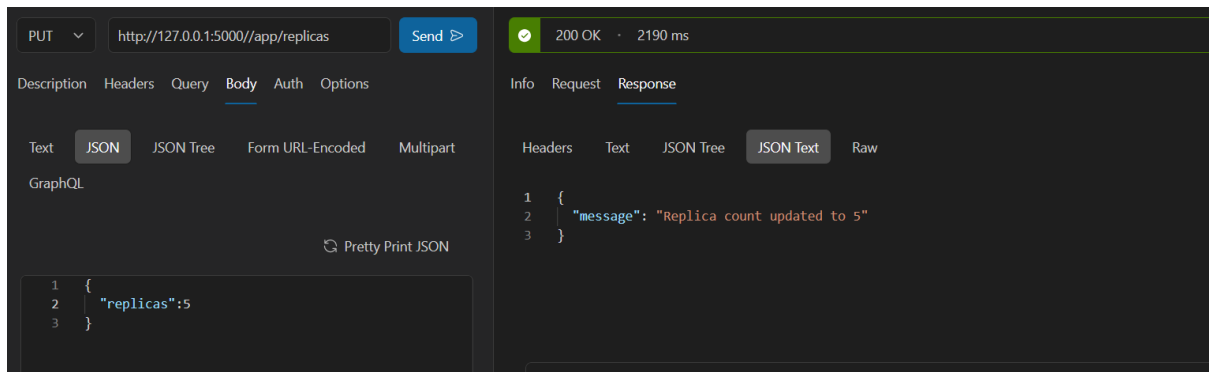 PUT
http://127.0.0.1:5000//app/replicas
Send
Description Headers Query Body Auth Options
Text JSON JSON Tree Form URL-Encoded Multipart
GraphQL
Pretty Print JSON
1 {
2 "replicas":5
3 }
200 OK · 2190 ms
Info Request Response
Headers Text JSON Tree JSON Text Raw
1 {
2 "message": "Replica count updated to 5"
3 }